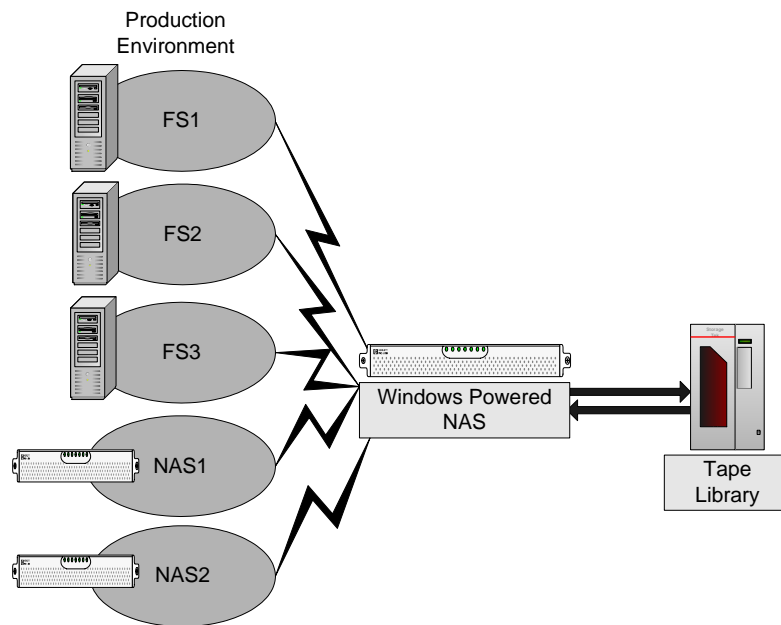 Production
Environment
FS1
FS2
FS3
NAS1
NAS2
Windows Powered
NAS
Tape
Library